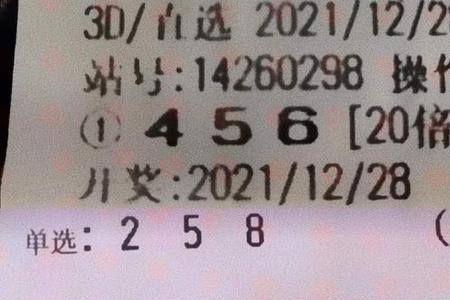 3D/直选 2021/12/2
站号:14260298 操作
① 4 5 6 [20倍
开奖:2021/12/28
单选: 2 5 8 (